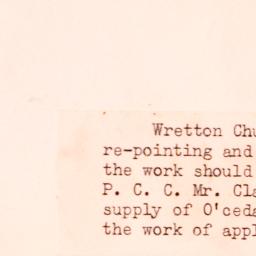 Wretton Chu
re-pointing and
the work should
P. C. C. Mr. Cla
supply of O'ceda
the work of appl